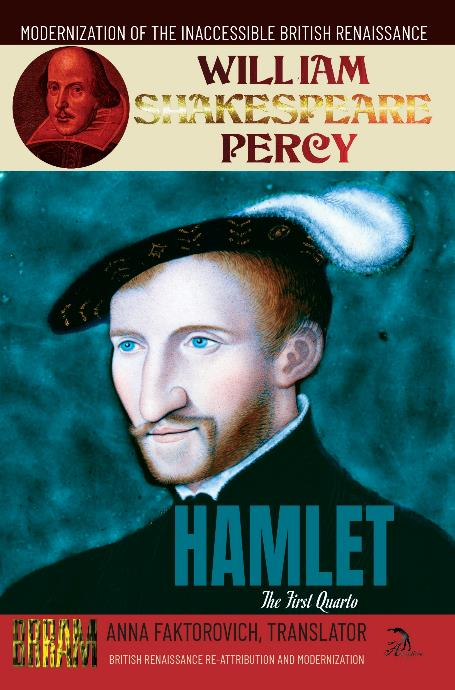 MODERNIZATION OF THE INACCESSIBLE BRITISH RENAISSANCE
WILLIAM
SHAKESPEARE
PERCY
HAMLET
The First Quarto
BRRAM
ANNA FAKTOROVICH, TRANSLATOR
BRITISH RENAISSANCE RE-ATTRIBUTION AND MODERNIZATION